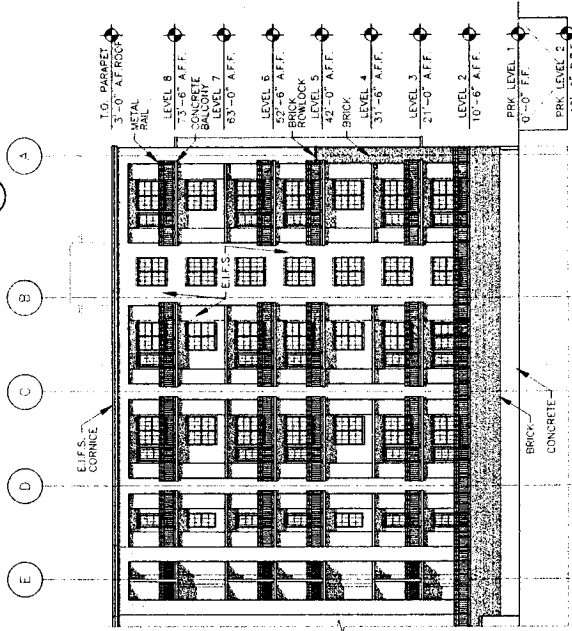 T.O. PARAPET
3'-0" A.F.ROOF
METAL
RAIL
LEVEL 8
73'-6" A.F.F.
CONCRETE
BALCONY
LEVEL 7
63'-0" A.F.F.
LEVEL 6
52'-6" A.F.F.
BRICK
ROWLOCK
LEVEL 5
42'-0" A.F.F.
BRICK
LEVEL 4
31'-6" A.F.F.
LEVEL 3
21'-0" A.F.F.
LEVEL 2
10'-6" A.F.F.
PRK LEVEL 1
0'-0" F.F.
PRK LEVEL 2
A
B
C
D
E
E.I.F.S.
E.I.F.S.
CORNICE
BRICK
CONCRETE